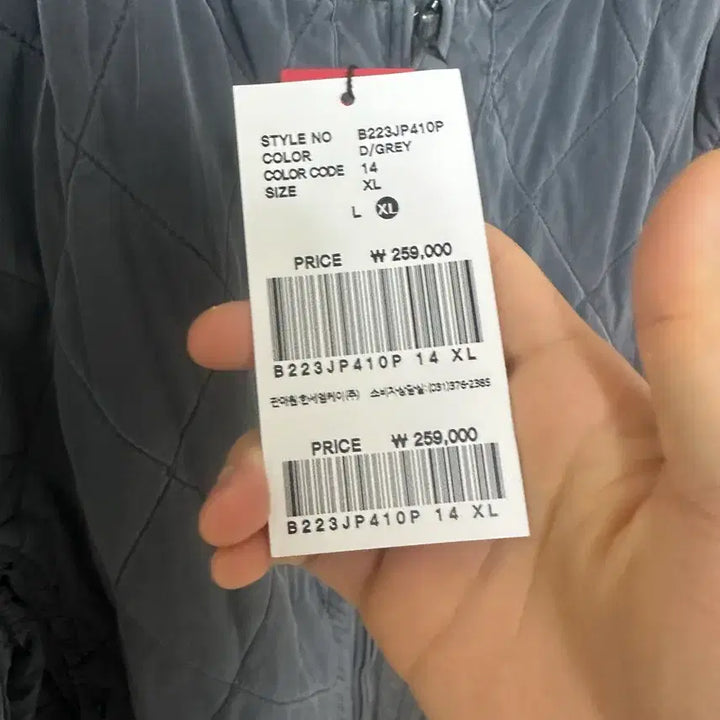 STYLE NO B223JP410P
COLOR D/GREY
COLOR CODE 14
SIZE XL
L XL
PRICE ₩ 259,000
B223JP410P 14 XL
판매원:한세엠케이(주) 소비자상담실:(031)376-2385
PRICE ₩ 259,000
B223JP410P 14 XL